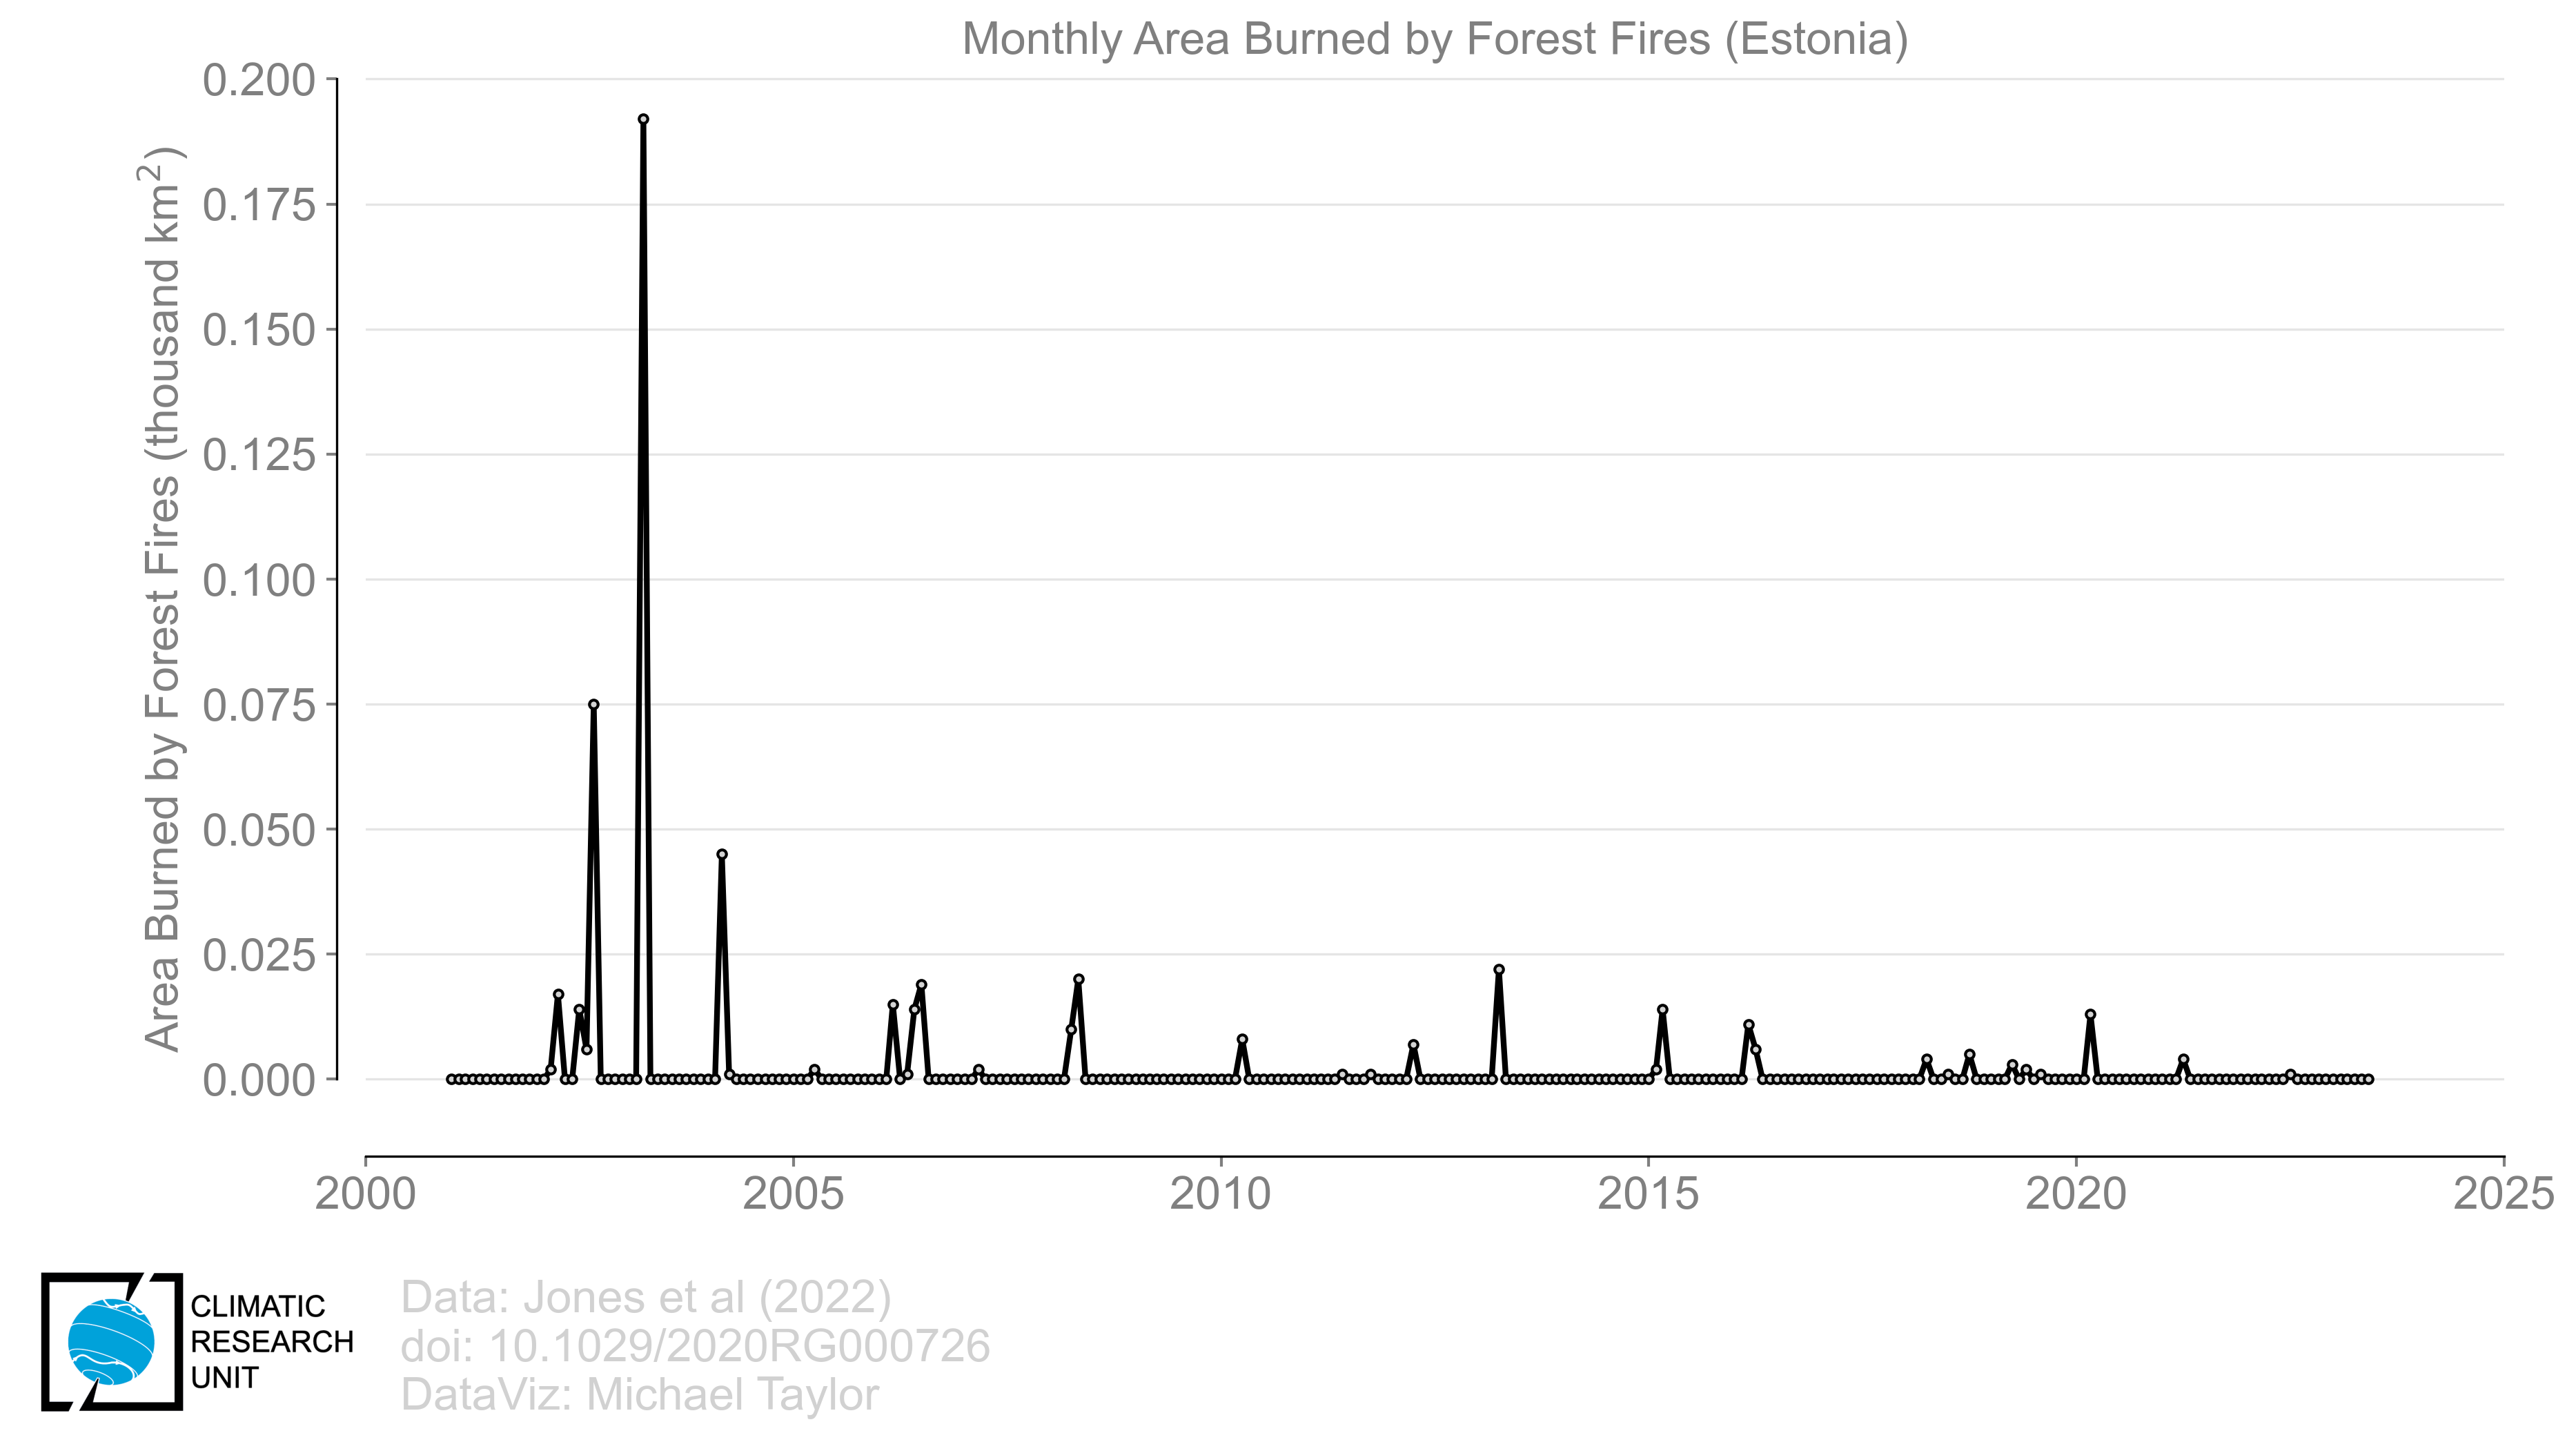 Monthly Area Burned by Forest Fires (Estonia)
Area Burned by Forest Fires (thousand km²)
0.200
0.175
0.150
0.125
0.100
0.075
0.050
0.025
0.000
2000 2005 2010 2015 2020 2025
CLIMATIC
RESEARCH
UNIT
Data: Jones et al (2022)
doi: 10.1029/2020RG000726
DataViz: Michael Taylor